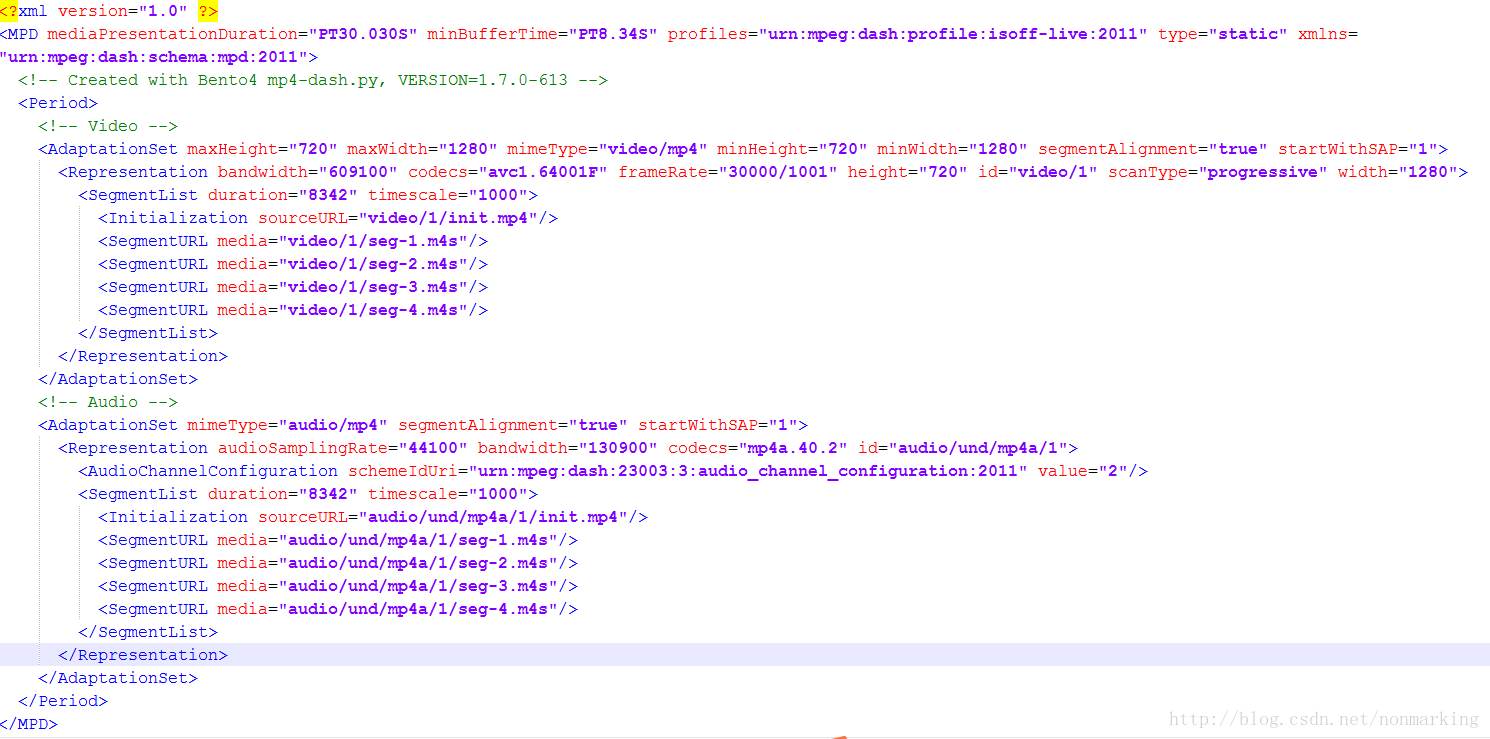 <?xml version="1.0" ?>
<MPD mediaPresentationDuration="PT30.030S" minBufferTime="PT8.34S" profiles="urn:mpeg:dash:profile:isoff-live:2011" type="static" xmlns=
"urn:mpeg:dash:schema:mpd:2011">
  <!-- Created with Bento4 mp4-dash.py, VERSION=1.7.0-613 -->
  <Period>
    <!-- Video -->
    <AdaptationSet maxHeight="720" maxWidth="1280" mimeType="video/mp4" minHeight="720" minWidth="1280" segmentAlignment="true" startWithSAP="1">
      <Representation bandwidth="609100" codecs="avc1.64001F" frameRate="30000/1001" height="720" id="video/1" scanType="progressive" width="1280">
        <SegmentList duration="8342" timescale="1000">
          <Initialization sourceURL="video/1/init.mp4"/>
          <SegmentURL media="video/1/seg-1.m4s"/>
          <SegmentURL media="video/1/seg-2.m4s"/>
          <SegmentURL media="video/1/seg-3.m4s"/>
          <SegmentURL media="video/1/seg-4.m4s"/>
        </SegmentList>
      </Representation>
    </AdaptationSet>
    <!-- Audio -->
    <AdaptationSet mimeType="audio/mp4" segmentAlignment="true" startWithSAP="1">
      <Representation audioSamplingRate="44100" bandwidth="130900" codecs="mp4a.40.2" id="audio/und/mp4a/1">
        <AudioChannelConfiguration schemeIdUri="urn:mpeg:dash:23003:3:audio_channel_configuration:2011" value="2"/>
        <SegmentList duration="8342" timescale="1000">
          <Initialization sourceURL="audio/und/mp4a/1/init.mp4"/>
          <SegmentURL media="audio/und/mp4a/1/seg-1.m4s"/>
          <SegmentURL media="audio/und/mp4a/1/seg-2.m4s"/>
          <SegmentURL media="audio/und/mp4a/1/seg-3.m4s"/>
          <SegmentURL media="audio/und/mp4a/1/seg-4.m4s"/>
        </SegmentList>
      </Representation>
    </AdaptationSet>
  </Period>
</MPD>
http://blog.csdn.net/nonmarking